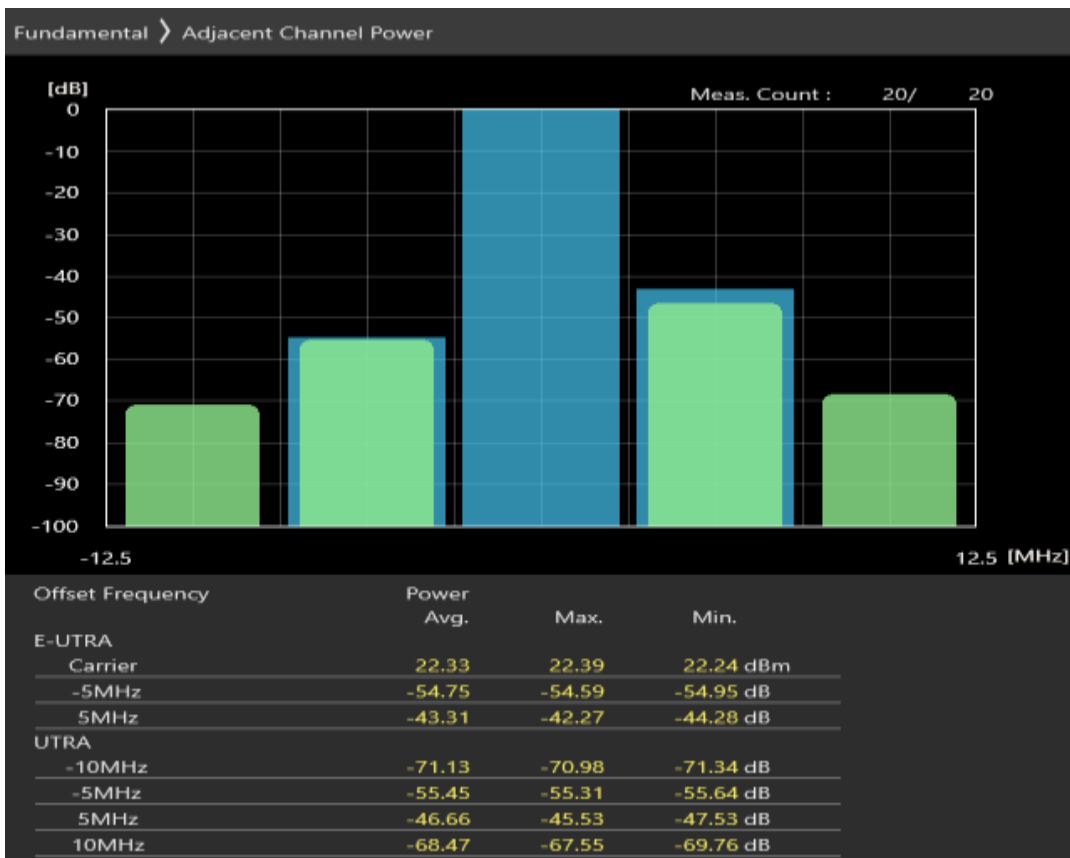 Fundamental ❯ Adjacent Channel Power
[dB]
Meas. Count : 20/ 20
0
-10
-20
-30
-40
-50
-60
-70
-80
-90
-100
-12.5 12.5 [MHz]
Offset Frequency Power
Avg. Max. Min.
E-UTRA
Carrier 22.33 22.39 22.24 dBm
-5MHz -54.75 -54.59 -54.95 dB
5MHz -43.31 -42.27 -44.28 dB
UTRA
-10MHz -71.13 -70.98 -71.34 dB
-5MHz -55.45 -55.31 -55.64 dB
5MHz -46.66 -45.53 -47.53 dB
10MHz -68.47 -67.55 -69.76 dB